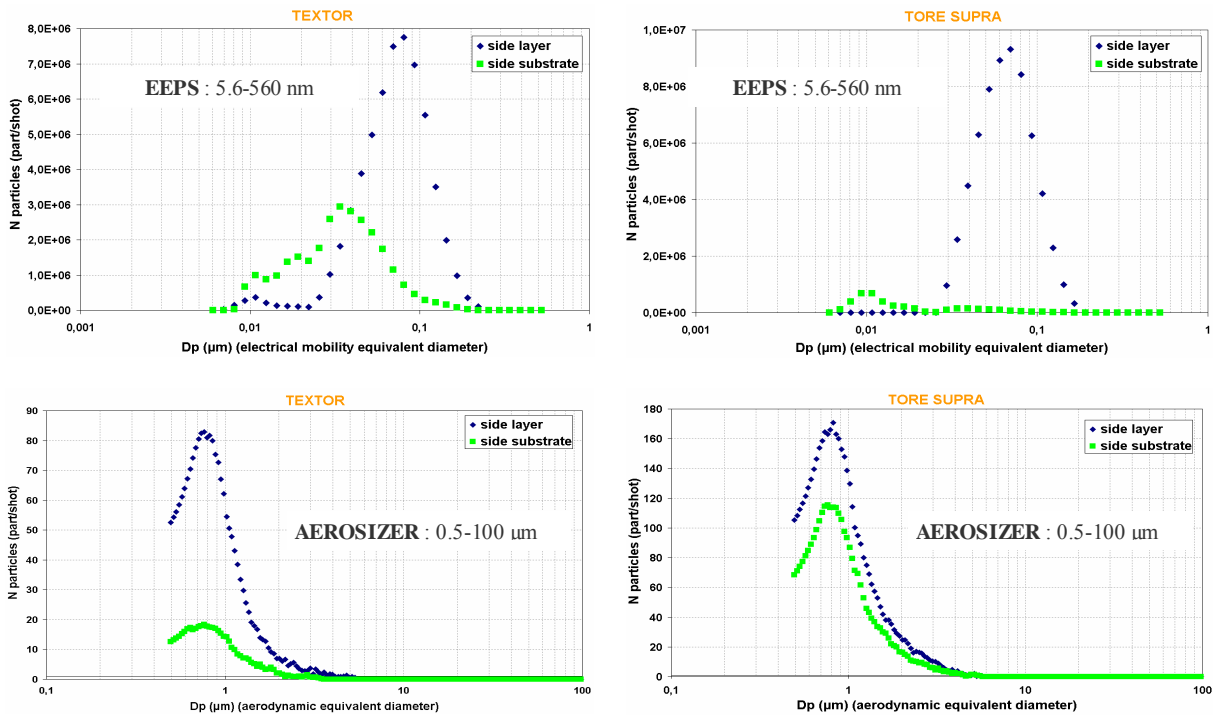 TEXTOR
8,0E+06
7,0E+06
6,0E+06
5,0E+06
4,0E+06
3,0E+06
2,0E+06
1,0E+06
0,0E+00
N particles (part/shot)
side layer
side substrate
EEPS : 5.6-560 nm
0,001
0,01
0,1
1
Dp (µm) (electrical mobility equivalent diameter)
TORE SUPRA
1,0E+07
8,0E+06
6,0E+06
4,0E+06
2,0E+06
0,0E+00
N particles (part/shot)
side layer
side substrate
EEPS : 5.6-560 nm
0,001
0,01
0,1
1
Dp (µm) (electrical mobility equivalent diameter)
TEXTOR
90
80
70
60
50
40
30
20
10
0
N particles (part/shot)
side layer
side substrate
AEROSIZER : 0.5-100 µm
0,1
1
10
100
Dp (µm) (aerodynamic equivalent diameter)
TORE SUPRA
180
160
140
120
100
80
60
40
20
0
N particles (part/shot)
side layer
side substrate
AEROSIZER : 0.5-100 µm
0,1
1
10
100
Dp (µm) (aerodynamic equivalent diameter)